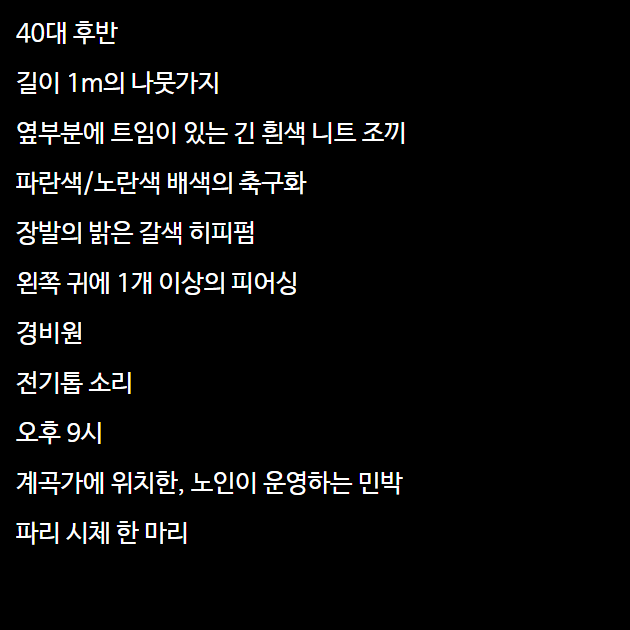 40대 후반
길이 1m의 나뭇가지
옆부분에 트임이 있는 긴 흰색 니트 조끼
파란색/노란색 배색의 축구화
장발의 밝은 갈색 히피펌
왼쪽 귀에 1개 이상의 피어싱
경비원
전기톱 소리
오후 9시
계곡가에 위치한, 노인이 운영하는 민박
파리 시체 한 마리